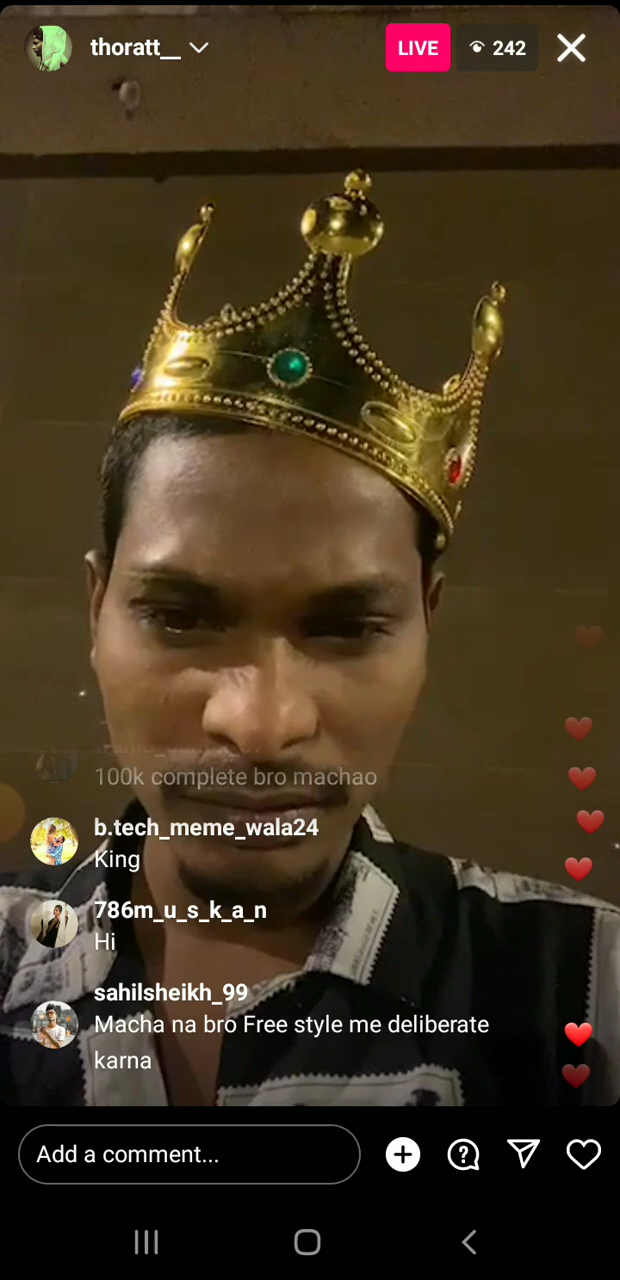 thoratt__
LIVE
242
100k complete bro machao
b.tech_meme_wala24
King
786m_u_s_k_a_n
Hi
sahilsheikh_99
Macha na bro Free style me deliberate
karna
Add a comment...